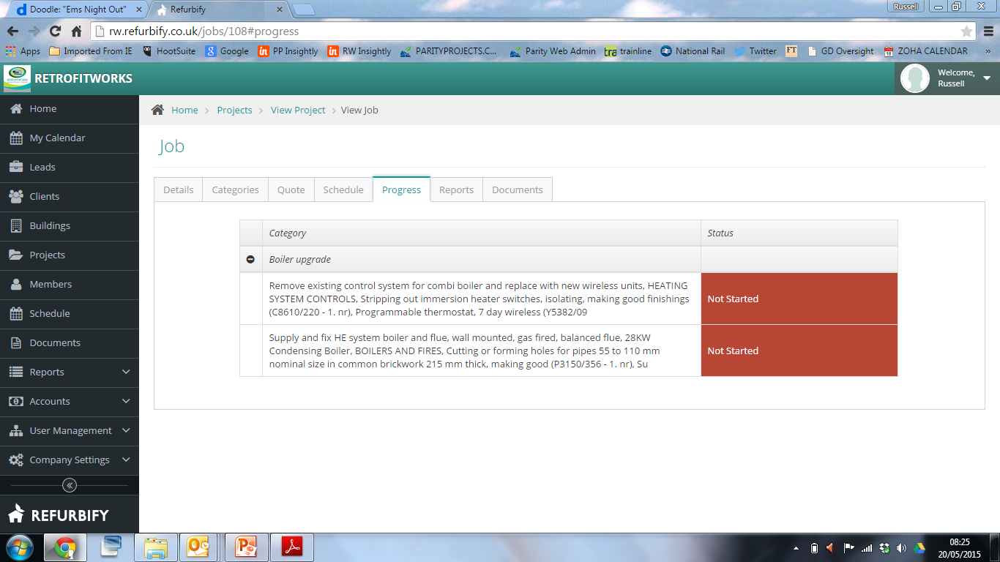 Doodle: "Ems Night Out"
Refurbify
Russell
rw.refurbify.co.uk/jobs/108#progress
Apps
Imported From IE
HootSuite
Google
PP Insightly
RW Insightly
PARITYPROJECTS.C...
Parity Web Admin
trainline
National Rail
Twitter
FT
GD Oversight
ZOHA CALENDAR
»
RETROFITWORKS
Welcome,
Russell
Home
My Calendar
Leads
Clients
Buildings
Projects
Members
Schedule
Documents
Reports
Accounts
User Management
Company Settings
REFURBIFY
Home > Projects > View Project > View Job
Job
Details Categories Quote Schedule Progress Reports Documents
Category Status
Boiler upgrade
Remove existing control system for combi boiler and replace with new wireless units, HEATING
SYSTEM CONTROLS, Stripping out immersion heater switches, isolating, making good finishings
(C8610/220 - 1. nr), Programmable thermostat, 7 day wireless (Y5382/09
Not Started
Supply and fix HE system boiler and flue, wall mounted, gas fired, balanced flue, 28KW
Condensing Boiler, BOILERS AND FIRES, Cutting or forming holes for pipes 55 to 110 mm
nominal size in common brickwork 215 mm thick, making good (P3150/356 - 1. nr), Su
Not Started
08:25
20/05/2015